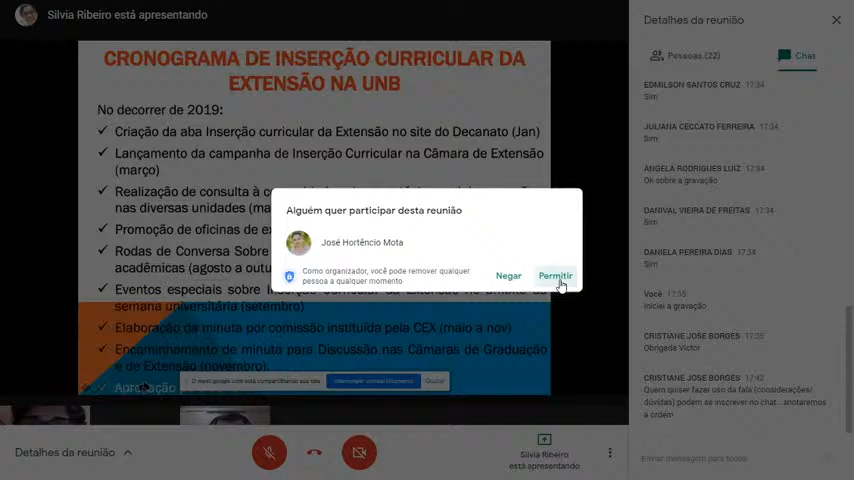 Silvia Ribeiro está apresentando
CRONOGRAMA DE INSERÇÃO CURRICULAR DA
EXTENSÃO NA UNB
No decorrer de 2019:
✓ Criação da aba Inserção curricular da Extensão no site do Decanato (Jan)
✓ Lançamento da campanha de Inserção Curricular na Câmara de Extensão
(março)
✓ Realização de consulta à
nas diversas unidades
✓ Promoção de oficinas de
✓ Rodas de Conversa Sobre
acadêmicas (agosto a
✓ Eventos especiais sobre
semana universitária (setembro)
✓ Elaboração da minuta por comissão instituída pela CEX (maio a nov)
✓ Encaminhamento de minuta para Discussão nas Câmaras de Graduação
e de Extensão (novembro).
✓ Aprovação
Ocultar
Alguém quer participar desta reunião
José Hortêncio Mota
Como organizador, você pode remover qualquer
pessoa a qualquer momento
Negar
Permitir
Detalhes da reunião
Silvia Ribeiro
está apresentando
Detalhes da reunião
Pessoas (22)
Chat
EDMILSON SANTOS CRUZ 17:34
Sim
JULIANA CECCATO FERREIRA 17:34
Sim
ÂNGELA RODRIGUES LUIZ 17:34
Ok sobre a gravação
DANIVAL VIEIRA DE FREITAS 17:34
Sim
DANIELA PEREIRA DIAS 17:34
Sim
Você 17:35
Iniciei a gravação
CRISTIANE JOSE BORGES 17:35
Obrigada Victor
CRISTIANE JOSE BORGES 17:42
Quem quiser fazer uso da fala (considerações/
dúvidas) podem se inscrever no chat...anotaremos
a ordem
Enviar mensagem para todos